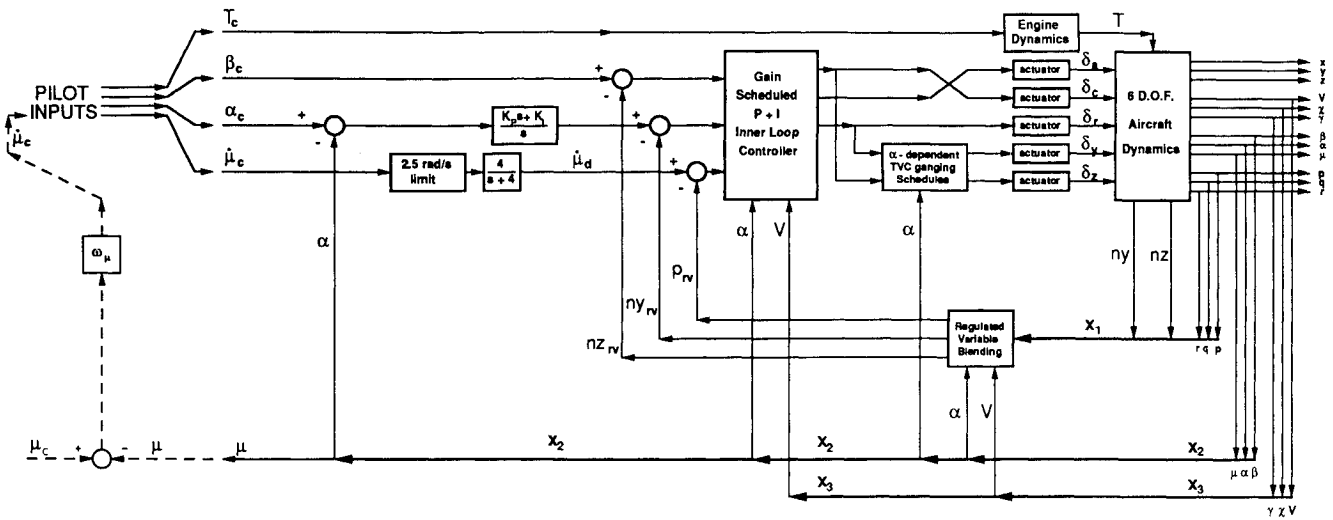 T_c
Engine
Dynamics
T
β_c
+
-
Gain
Scheduled
P + I
Inner Loop
Controller
actuator
δ_a
actuator
δ_c
actuator
δ_r
actuator
δ_y
actuator
δ_z
6 D.O.F.
Aircraft
Dynamics
x
y
z
V
χ
γ
β
α
μ
p
q
r
PILOT
INPUTS
α_c
+
-
K_p s + K_i
s
+
-
μ̇_c
μ̇_c
2.5 rad/s
limit
4
s + 4
μ̇_d
+
-
α - dependent
TVC ganging
Schedules
α
α
V
α
ny
nz
ω_μ
p_rv
ny_rv
nz_rv
Regulated
Variable
Blending
x_1
r q p
α
V
μ_c
+
-
μ
μ
x_2
x_2
x_2
μ α β
x_3
x_3
γ χ V